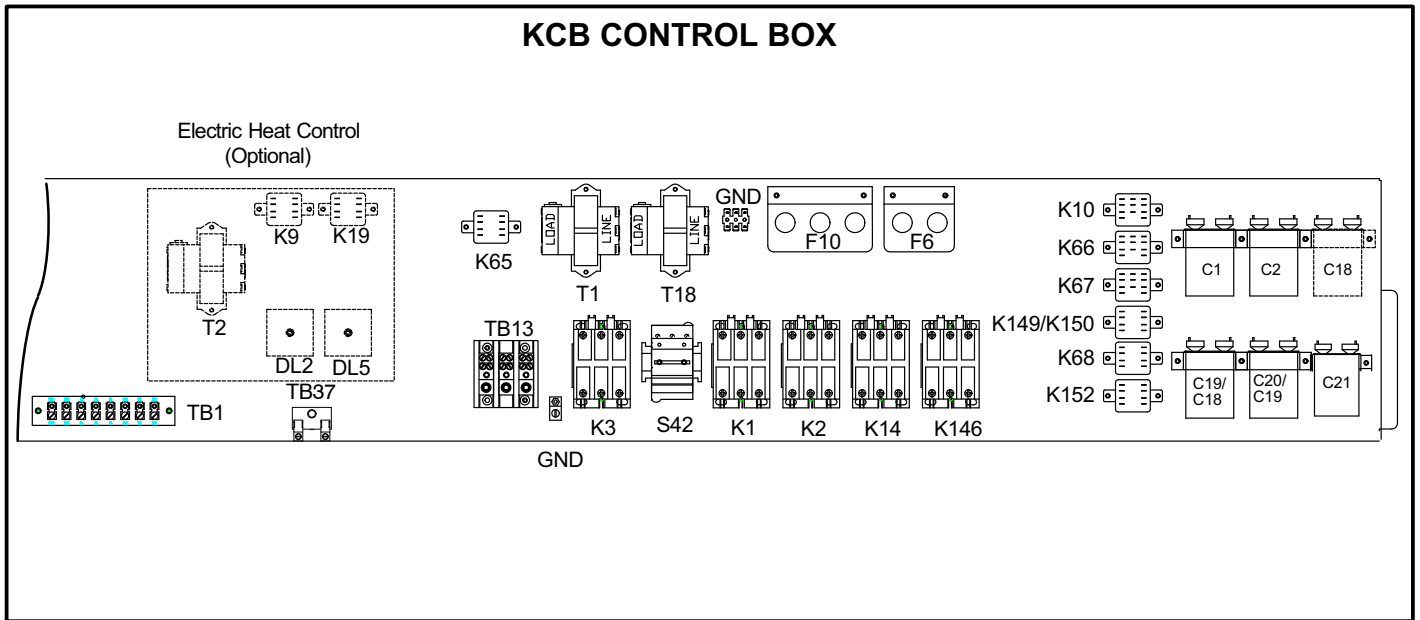 KCB CONTROL BOX
Electric Heat Control
(Optional)
K9
K19
T2
DL2
DL5
TB1
TB37
K65
LOAD
LINE
T1
LOAD
LINE
T18
GND
F10
F6
TB13
GND
K3
S42
K1
K2
K14
K146
K10
K66
K67
K149/K150
K68
K152
C1
C2
C18
C19/
C18
C20/
C19
C21